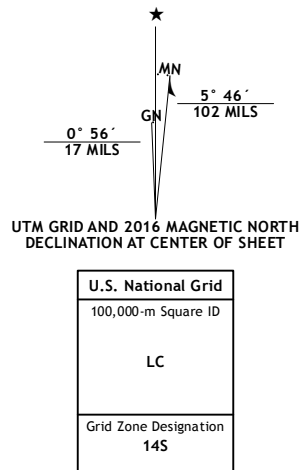 ★
MN
GN
5° 46´
102 MILS
0° 56´
17 MILS
UTM GRID AND 2016 MAGNETIC NORTH
DECLINATION AT CENTER OF SHEET
U.S. National Grid
100,000-m Square ID
LC
Grid Zone Designation
14S